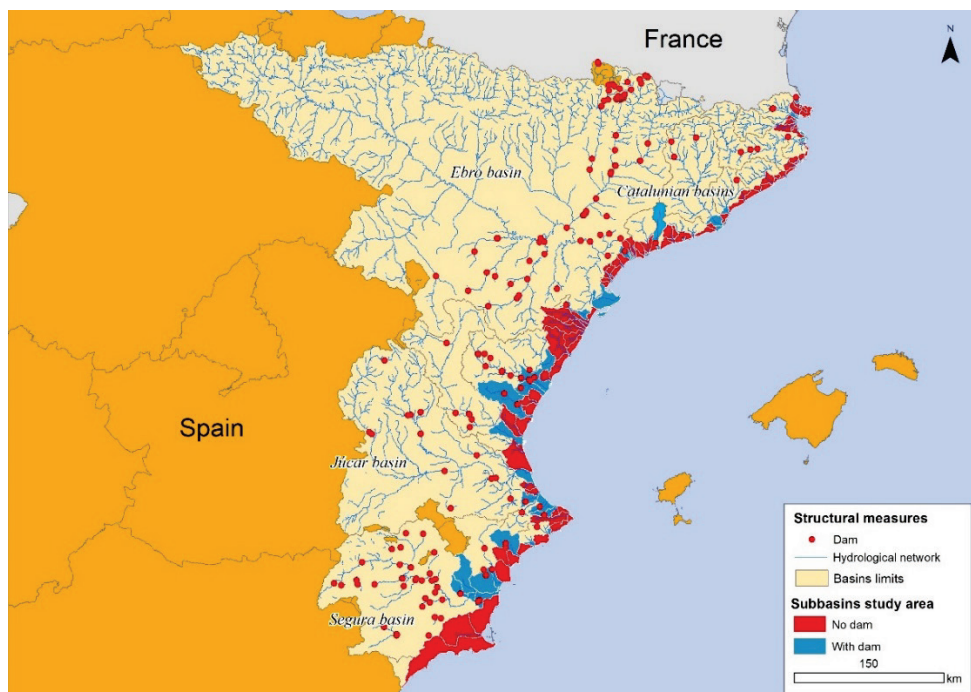 N
France
Ebro basin
Catalunian basins
Spain
Júcar basin
Segura basin
Structural measures
Dam
Hydrological network
Basins limits
Subbasins study area
No dam
With dam
150
km